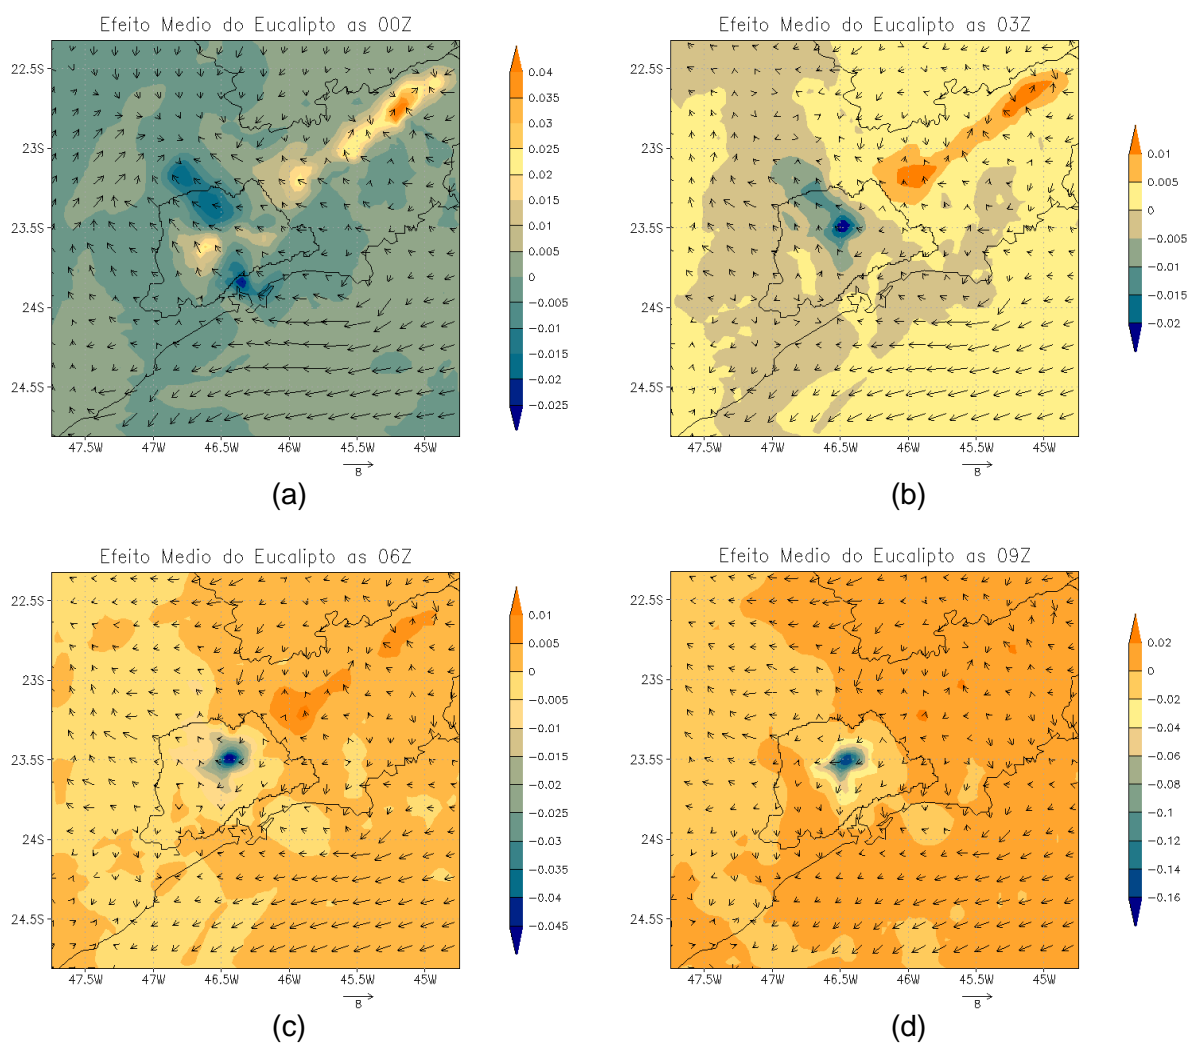 Efeito Medio do Eucalipto as 00Z
22.5S
23S
23.5S
24S
24.5S
47.5W 47W 46.5W 46W 45.5W 45W
0.04
0.035
0.03
0.025
0.02
0.015
0.01
0.005
0
−0.005
−0.01
−0.015
−0.02
−0.025
8
(a)
Efeito Medio do Eucalipto as 03Z
22.5S
23S
23.5S
24S
24.5S
47.5W 47W 46.5W 46W 45.5W 45W
0.01
0.005
0
−0.005
−0.01
−0.015
−0.02
8
(b)
Efeito Medio do Eucalipto as 06Z
22.5S
23S
23.5S
24S
24.5S
47.5W 47W 46.5W 46W 45.5W 45W
0.01
0.005
0
−0.005
−0.01
−0.015
−0.02
−0.025
−0.03
−0.035
−0.04
−0.045
8
(c)
Efeito Medio do Eucalipto as 09Z
22.5S
23S
23.5S
24S
24.5S
47.5W 47W 46.5W 46W 45.5W 45W
0.02
0
−0.02
−0.04
−0.06
−0.08
−0.1
−0.12
−0.14
−0.16
8
(d)